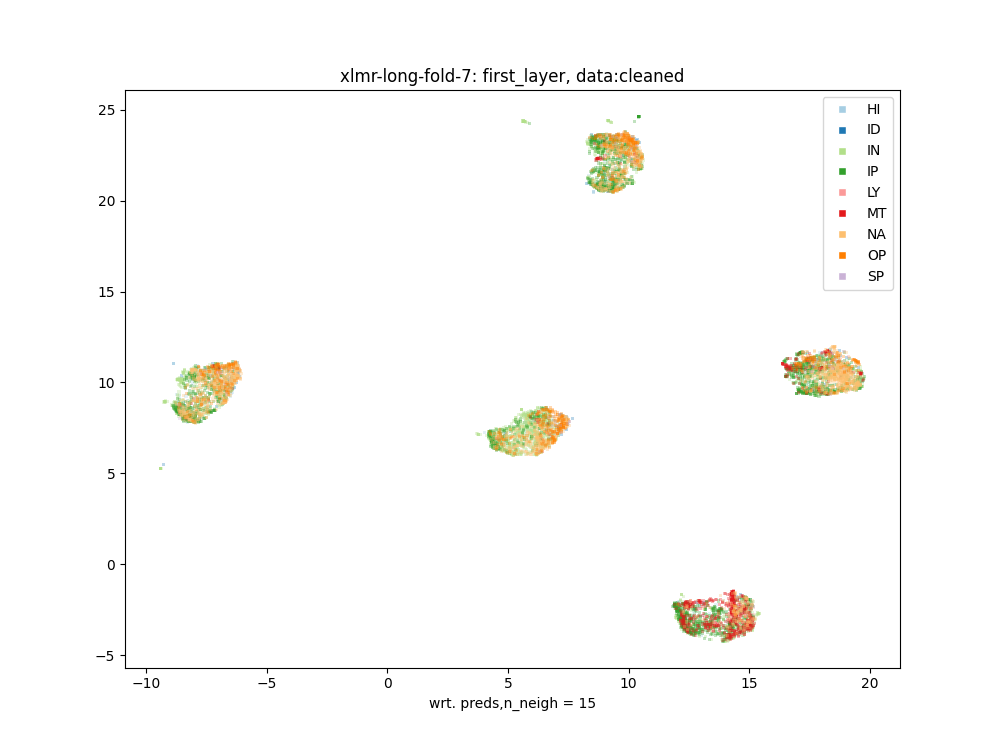 xlmr-long-fold-7: first_layer, data:cleaned
25
20
15
10
5
0
−5
−10
−5
0
5
10
15
20
wrt. preds,n_neigh = 15
HI
ID
IN
IP
LY
MT
NA
OP
SP